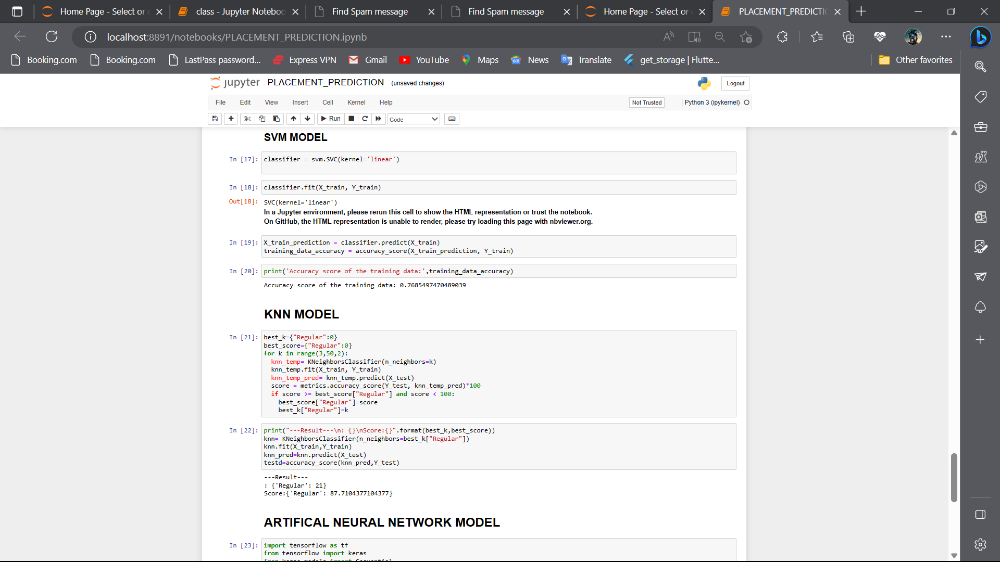 Home Page - Select or
class - Jupyter Noteboo
Find Spam message
Find Spam message
Home Page - Select or
PLACEMENT_PREDICTI
localhost:8891/notebooks/PLACEMENT_PREDICTION.ipynb
Booking.com
Booking.com
LastPass password...
Express VPN
Gmail
YouTube
Maps
News
Translate
get_storage | Flutte...
Other favorites
jupyter PLACEMENT_PREDICTION (unsaved changes)
Logout
File Edit View Insert Cell Kernel Help
Not Trusted
Python 3 (ipykernel)
Run
Code
SVM MODEL
In [17]: classifier = svm.SVC(kernel='linear')
In [18]: classifier.fit(X_train, Y_train)
Out[18]: SVC(kernel='linear')
In a Jupyter environment, please rerun this cell to show the HTML representation or trust the notebook.
On GitHub, the HTML representation is unable to render, please try loading this page with nbviewer.org.
In [19]: X_train_prediction = classifier.predict(X_train)
training_data_accuracy = accuracy_score(X_train_prediction, Y_train)
In [20]: print('Accuracy score of the training data:',training_data_accuracy)
Accuracy score of the training data: 0.7685497470489039
KNN MODEL
In [21]: best_k={"Regular":0}
best_score={"Regular":0}
for k in range(3,50,2):
knn_temp= KNeighborsClassifier(n_neighbors=k)
knn_temp.fit(X_train, Y_train)
knn_temp_pred= knn_temp.predict(X_test)
score = metrics.accuracy_score(Y_test, knn_temp_pred)*100
if score >= best_score["Regular"] and score < 100:
best_score["Regular"]=score
best_k["Regular"]=k
In [22]: print("---Result---\n: {}\nScore:{}".format(best_k,best_score))
knn= KNeighborsClassifier(n_neighbors=best_k["Regular"])
knn.fit(X_train,Y_train)
knn_pred=knn.predict(X_test)
testd=accuracy_score(knn_pred,Y_test)
---Result---
: {'Regular': 21}
Score:{'Regular': 87.7104377104377}
ARTIFICAL NEURAL NETWORK MODEL
In [23]: import tensorflow as tf
from tensorflow import keras